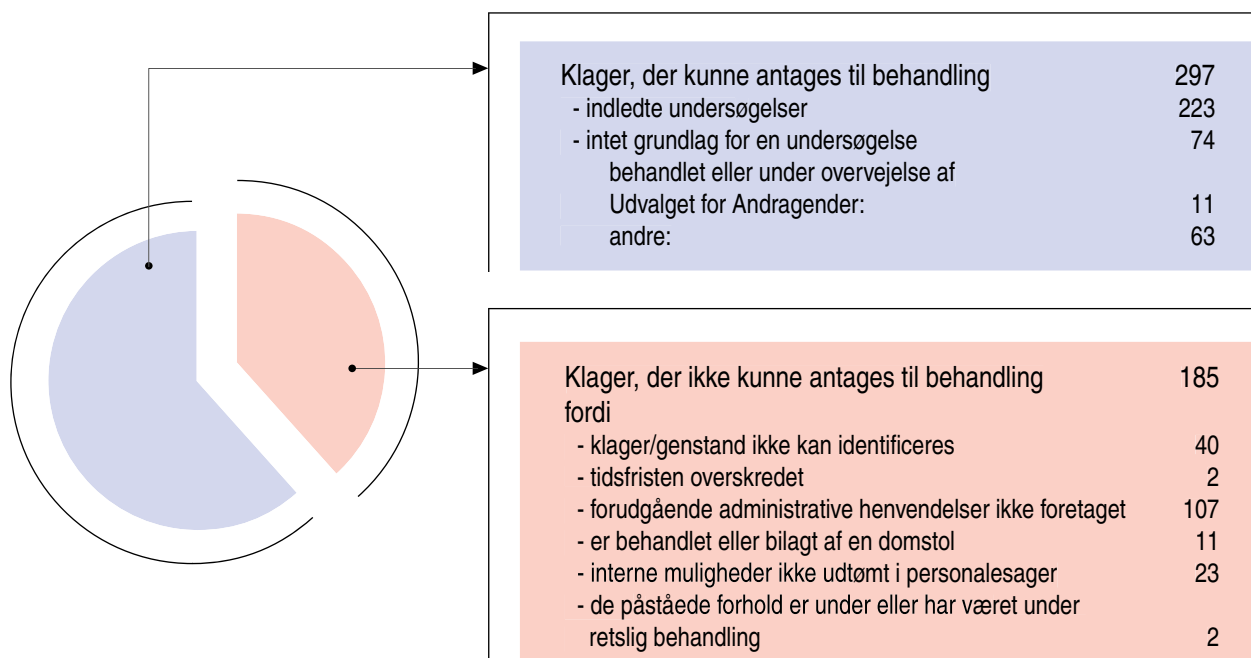 Klager, der kunne antages til behandling 297
- indledte undersøgelser 223
- intet grundlag for en undersøgelse 74
behandlet eller under overvejelse af
Udvalget for Andragender: 11
andre: 63
Klager, der ikke kunne antages til behandling 185
fordi
- klager/genstand ikke kan identificeres 40
- tidsfristen overskredet 2
- forudgående administrative henvendelser ikke foretaget 107
- er behandlet eller bilagt af en domstol 11
- interne muligheder ikke udtømt i personalesager 23
- de påståede forhold er under eller har været under
retslig behandling 2